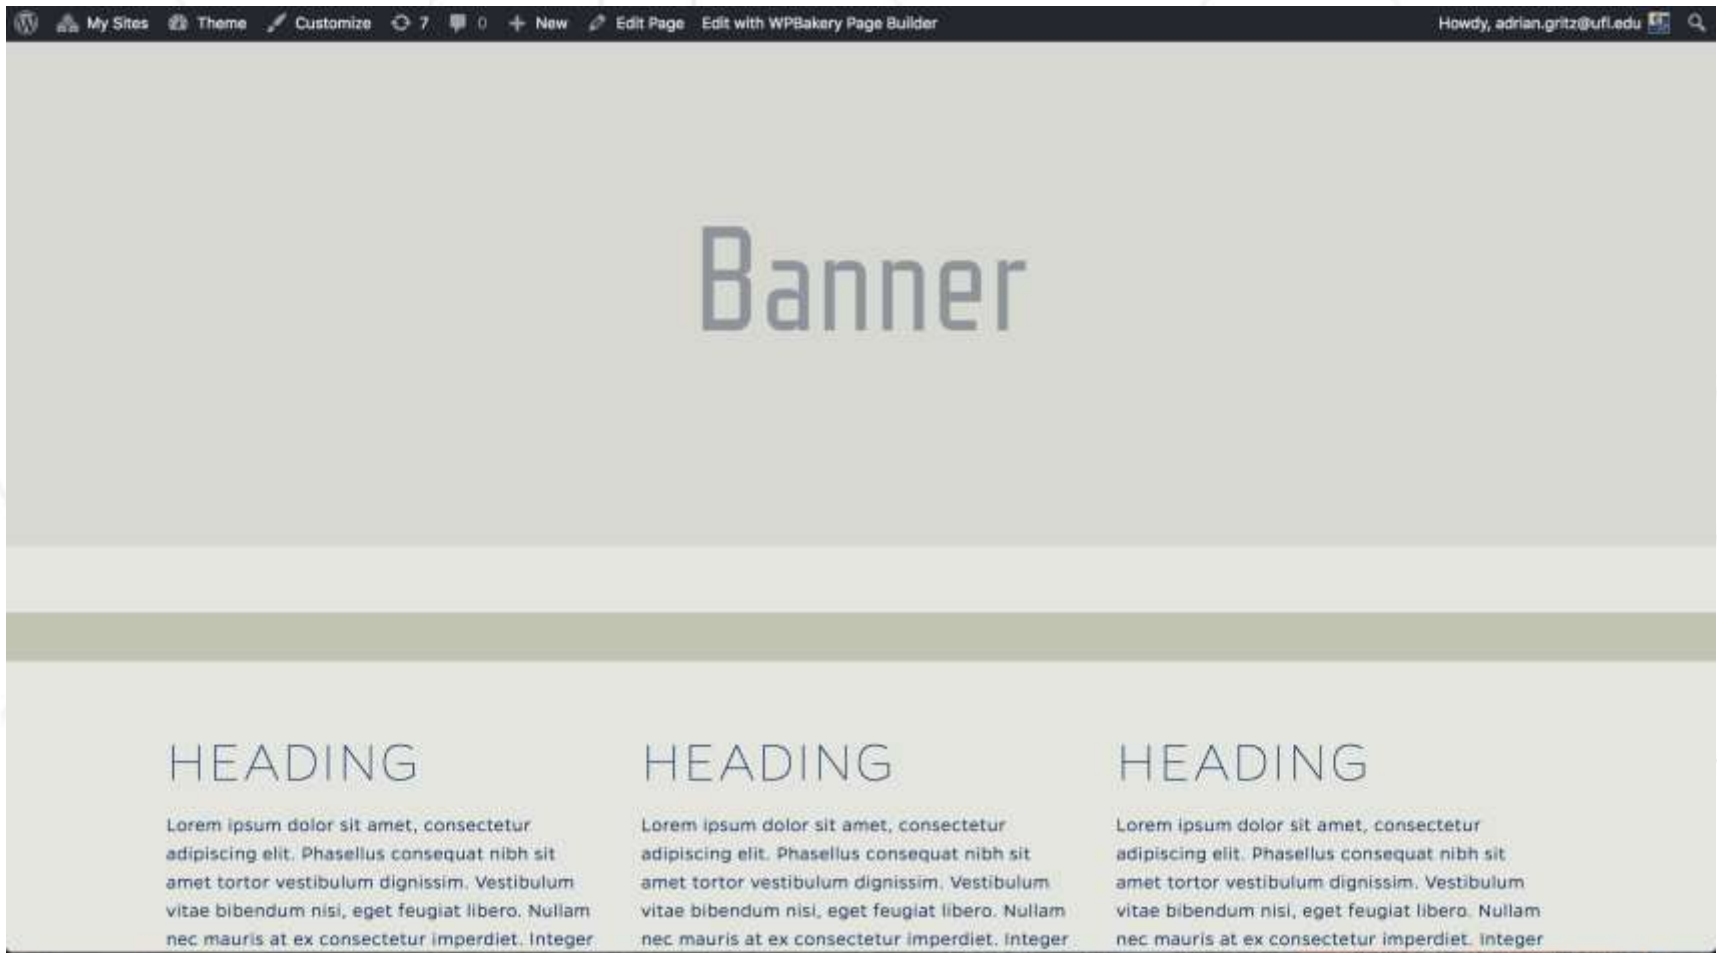 My Sites Theme Customize 7 0 New Edit Page Edit with WPBakery Page Builder Howdy, adrian.gritz@ufl.edu
Banner
HEADING
Lorem ipsum dolor sit amet, consectetur
adipiscing elit. Phasellus consequat nibh sit
amet tortor vestibulum dignissim. Vestibulum
vitae bibendum nisi, eget feugiat libero. Nullam
nec mauris at ex consectetur imperdiet. Integer
HEADING
Lorem ipsum dolor sit amet, consectetur
adipiscing elit. Phasellus consequat nibh sit
amet tortor vestibulum dignissim. Vestibulum
vitae bibendum nisi, eget feugiat libero. Nullam
nec mauris at ex consectetur imperdiet. Integer
HEADING
Lorem ipsum dolor sit amet, consectetur
adipiscing elit. Phasellus consequat nibh sit
amet tortor vestibulum dignissim. Vestibulum
vitae bibendum nisi, eget feugiat libero. Nullam
nec mauris at ex consectetur imperdiet. Integer